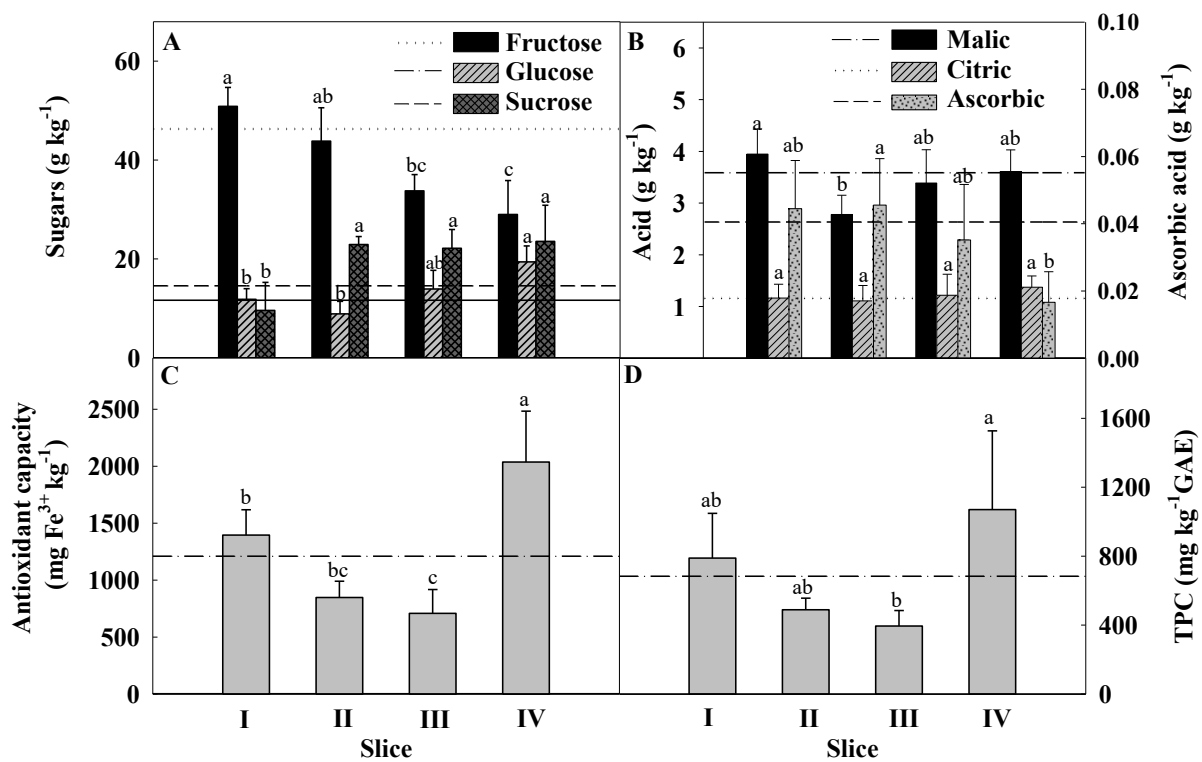 A
Fructose
Glucose
Sucrose
60
40
20
0
Sugars (g kg⁻¹)
a
ab
bc
c
b
b
b
a
ab
a
a
a
B
Malic
Citric
Ascorbic
6
5
4
3
2
1
Acid (g kg⁻¹)
0.10
0.08
0.06
0.04
0.02
0.00
Ascorbic acid (g kg⁻¹)
a
a
ab
b
a
a
ab
a
ab
ab
a
b
C
2500
2000
1500
1000
500
0
Antioxidant capacity
(mg Fe³⁺ kg⁻¹)
b
bc
c
a
I
II
III
IV
Slice
D
1600
1200
800
400
0
TPC (mg kg⁻¹GAE)
ab
ab
b
a
I
II
III
IV
Slice